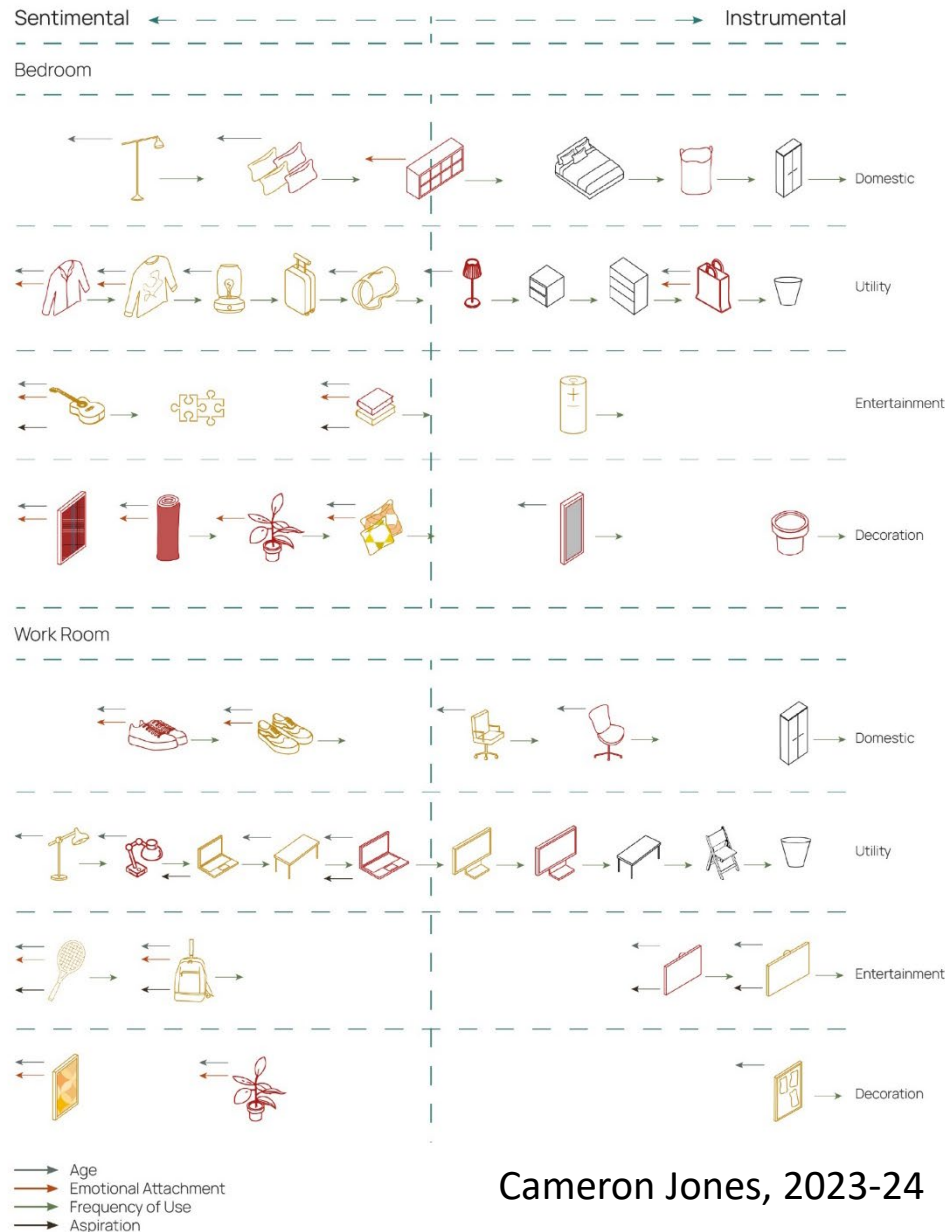 Sentimental Instrumental
Bedroom
Domestic
Utility
Entertainment
Decoration
Work Room
Domestic
Utility
Entertainment
Decoration
Age
Emotional Attachment
Frequency of Use
Aspiration
Cameron Jones, 2023-24